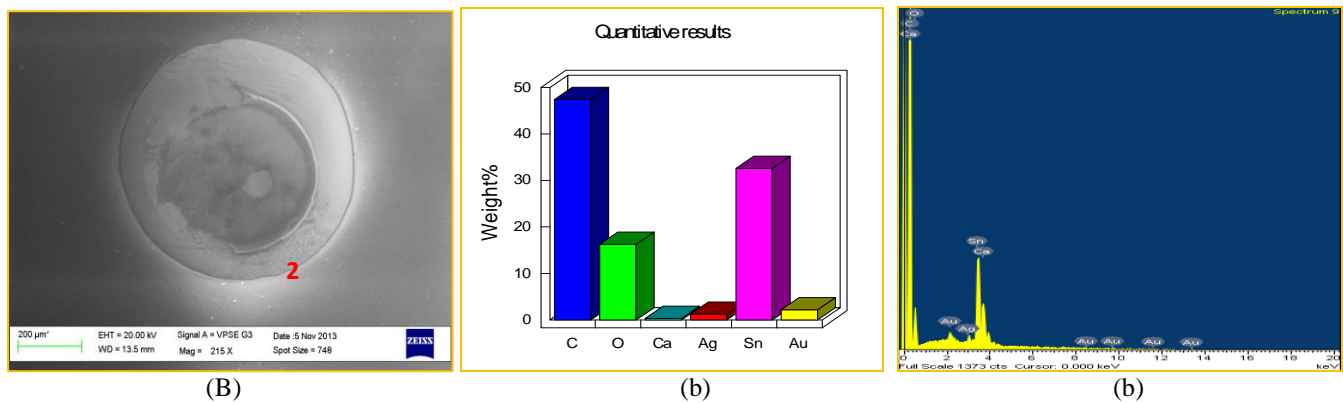 2
200 µm*
EHT = 20.00 kV
Signal A = VPSE G3
Date :5 Nov 2013
WD = 13.5 mm
Mag = 215 X
Spot Size = 748
ZEISS
(B)
Quantitative results
Weight%
50
40
30
20
10
0
C O Ca Ag Sn Au
(b)
Spectrum 9
O
C
Ca
Sn
Ca
Au
Ag
Au Au Au Au
0 2 4 6 8 10 12 14 16 18 20
Full Scale 1373 cts Cursor: 0.000 keV
keV
(b)